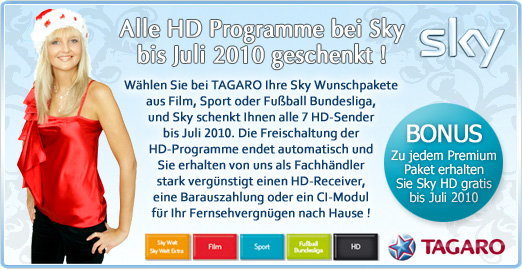 Alle HD Programme bei Sky
bis Juli 2010 geschenkt !
sky
Wählen Sie bei TAGARO Ihre Sky Wunschpakete
aus Film, Sport oder Fußball Bundesliga,
und Sky schenkt Ihnen alle 7 HD-Sender
bis Juli 2010. Die Freischaltung der
HD-Programme endet automatisch und
Sie erhalten von uns als Fachhändler
stark vergünstigt einen HD-Receiver,
eine Barauszahlung oder ein CI-Modul
für Ihr Fernsehvergnügen nach Hause !
BONUS
Zu jedem Premium
Paket erhalten
Sie Sky HD gratis
bis Juli 2010
Sky Welt
Sky Welt Extra
Film
Sport
Fußball
Bundesliga
HD
TAGARO